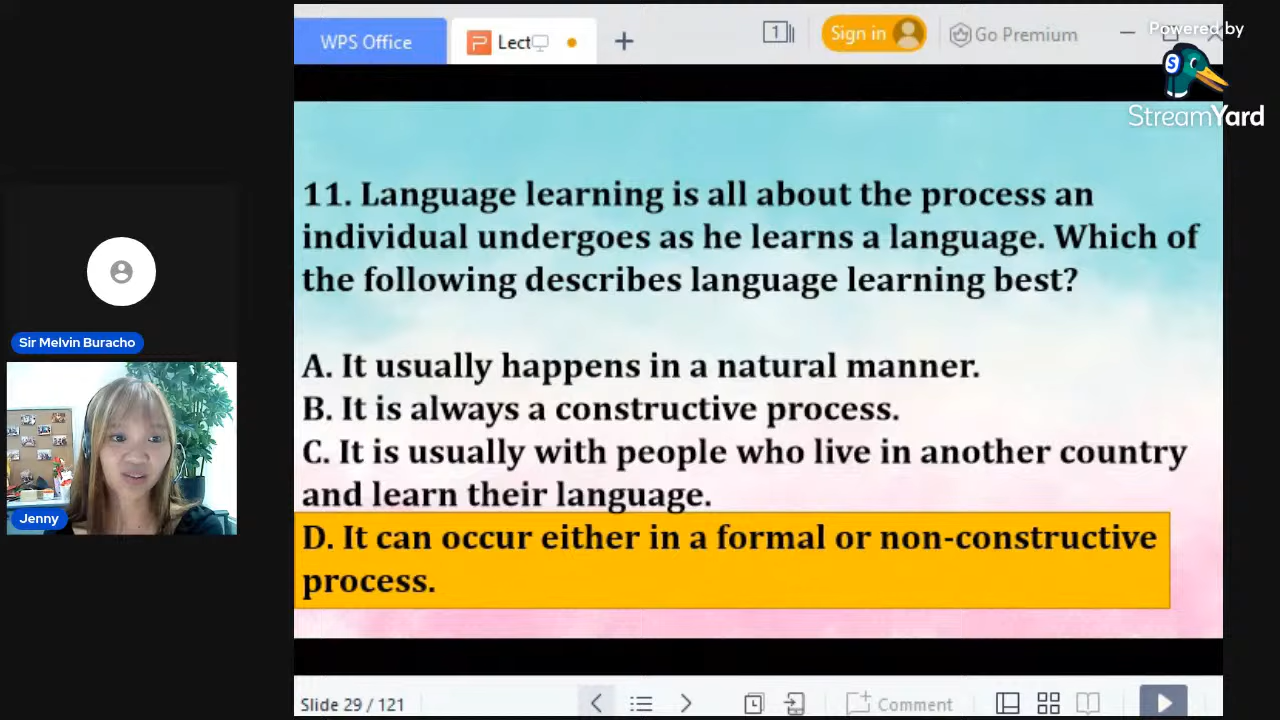 WPS Office
Lect
1
Sign in
Go Premium
Powered by
S
StreamYard
11. Language learning is all about the process an
individual undergoes as he learns a language. Which of
the following describes language learning best?
A. It usually happens in a natural manner.
B. It is always a constructive process.
C. It is usually with people who live in another country
and learn their language.
D. It can occur either in a formal or non-constructive
process.
Sir Melvin Buracho
Jenny
Slide 29 / 121
Comment